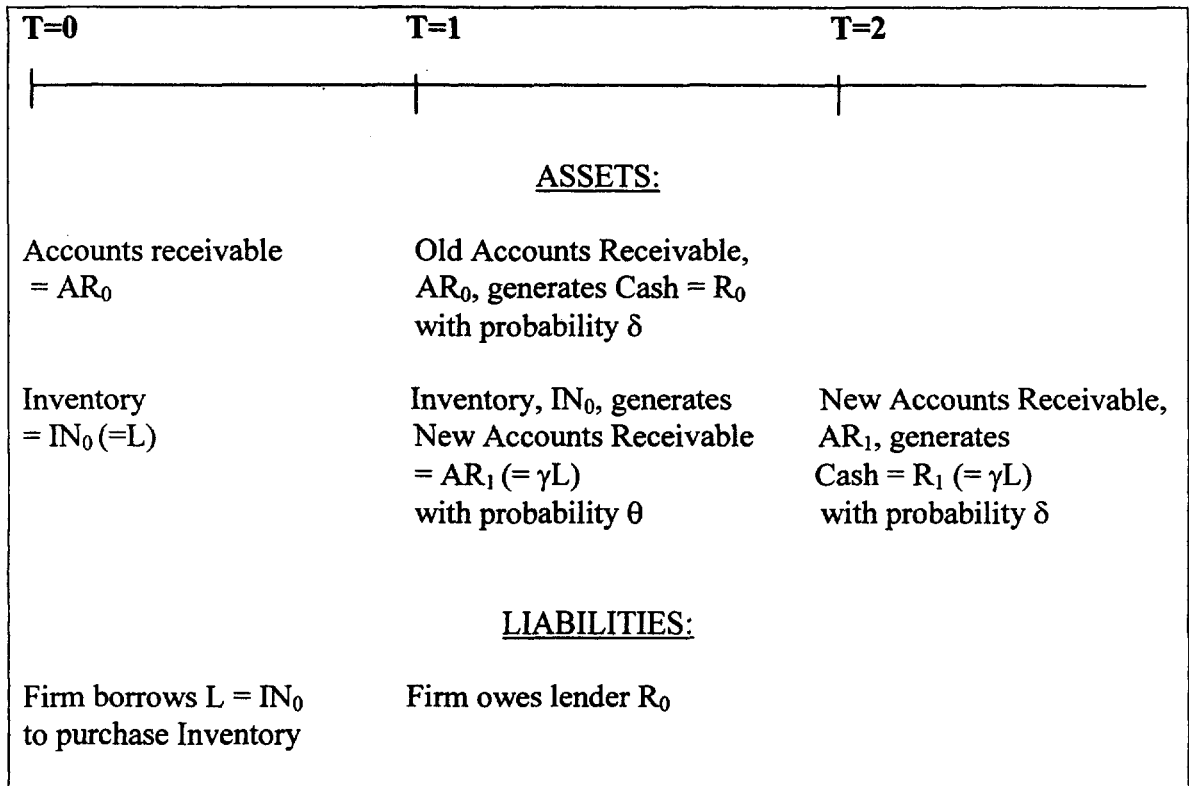 T=0 T=1 T=2
ASSETS:
Accounts receivable
= AR₀
Old Accounts Receivable,
AR₀, generates Cash = R₀
with probability δ
Inventory
= IN₀ (=L)
Inventory, IN₀, generates
New Accounts Receivable
= AR₁ (= γL)
with probability θ
New Accounts Receivable,
AR₁, generates
Cash = R₁ (= γL)
with probability δ
LIABILITIES:
Firm borrows L = IN₀
to purchase Inventory
Firm owes lender R₀